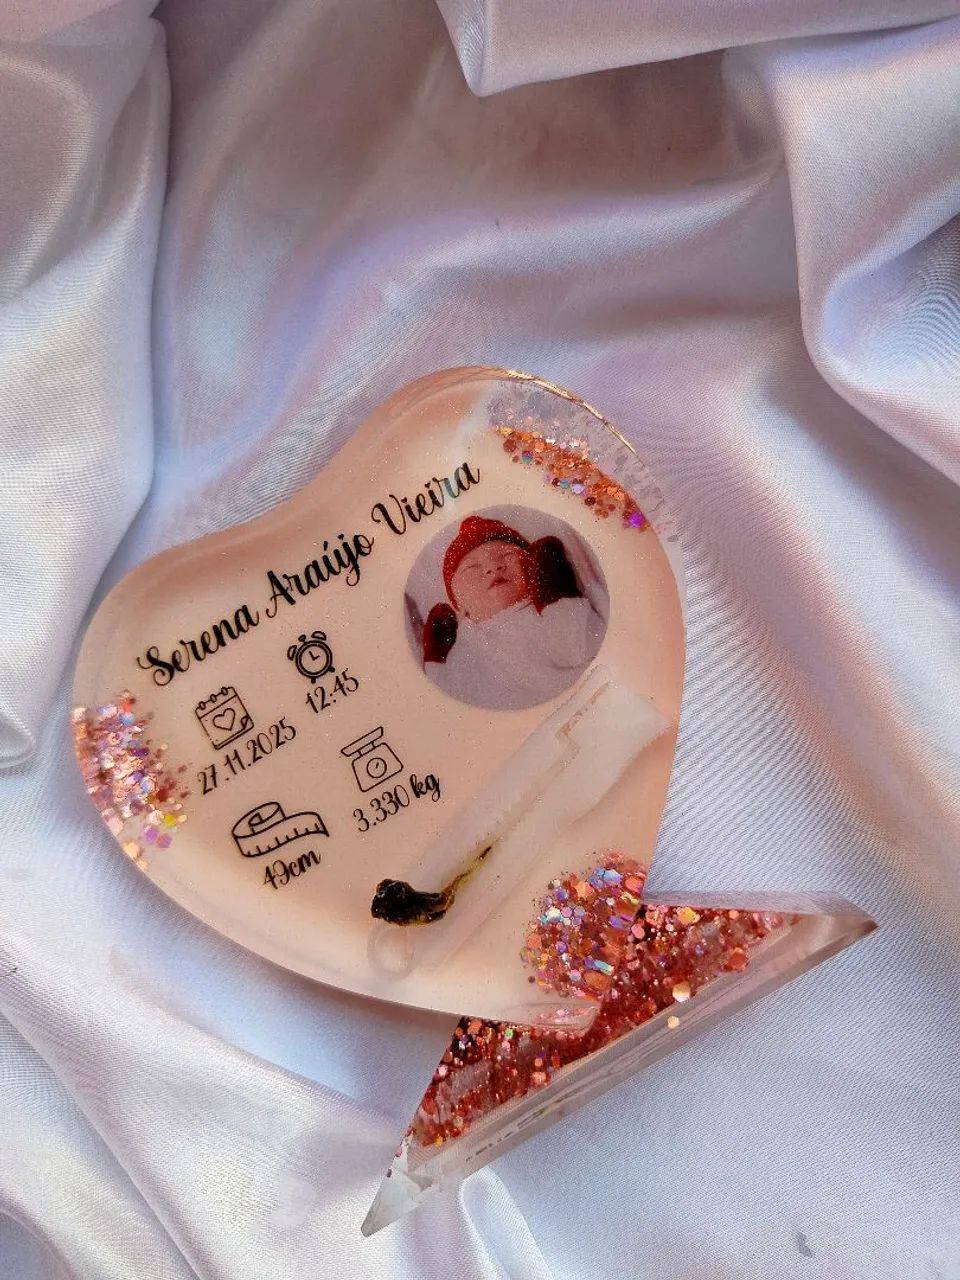 Serena Araújo Vieira
12:45
27.11.2025
3.330 kg
49cm